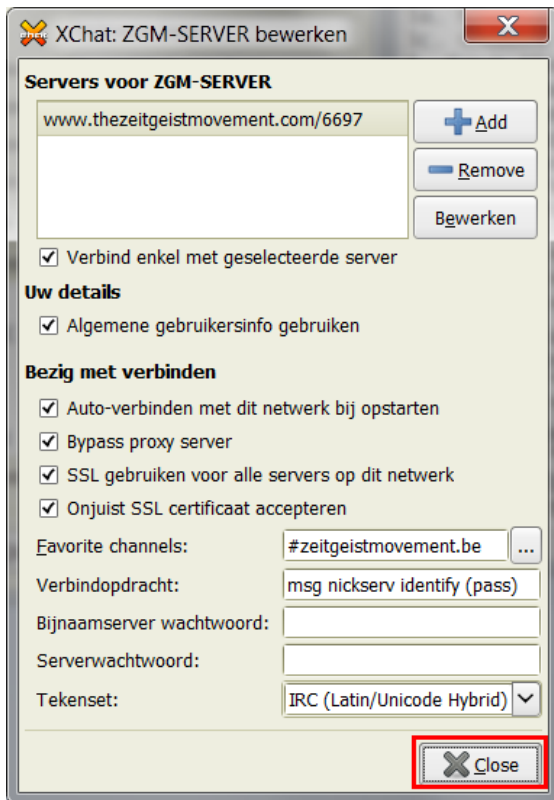 XChat: ZGM-SERVER bewerken
Servers voor ZGM-SERVER
www.thezeitgeistmovement.com/6697
Add
Remove
Bewerken
Verbind enkel met geselecteerde server
Uw details
Algemene gebruikersinfo gebruiken
Bezig met verbinden
Auto-verbinden met dit netwerk bij opstarten
Bypass proxy server
SSL gebruiken voor alle servers op dit netwerk
Onjuist SSL certificaat accepteren
Favorite channels: #zeitgeistmovement.be ...
Verbindopdracht: msg nickserv identify (pass)
Bijnaamserver wachtwoord:
Serverwachtwoord:
Tekenset: IRC (Latin/Unicode Hybrid)
Close